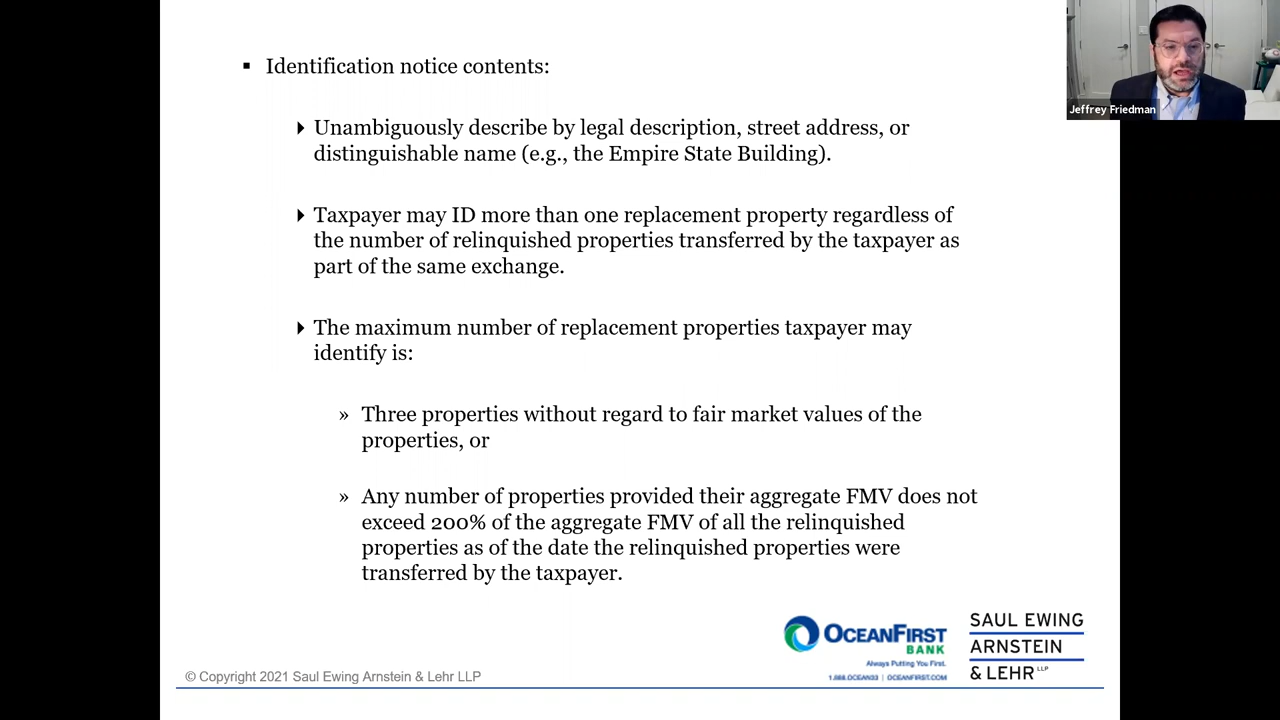 Identification notice contents:
Unambiguously describe by legal description, street address, or
distinguishable name (e.g., the Empire State Building).
Taxpayer may ID more than one replacement property regardless of
the number of relinquished properties transferred by the taxpayer as
part of the same exchange.
The maximum number of replacement properties taxpayer may
identify is:
» Three properties without regard to fair market values of the
properties, or
» Any number of properties provided their aggregate FMV does not
exceed 200% of the aggregate FMV of all the relinquished
properties as of the date the relinquished properties were
transferred by the taxpayer.
Jeffrey Friedman
OCEANFIRST
BANK
Always Putting You First.
1.888.OCEAN33 | OCEANFIRST.COM
SAUL EWING
ARNSTEIN
& LEHR LLP
© Copyright 2021 Saul Ewing Arnstein & Lehr LLP